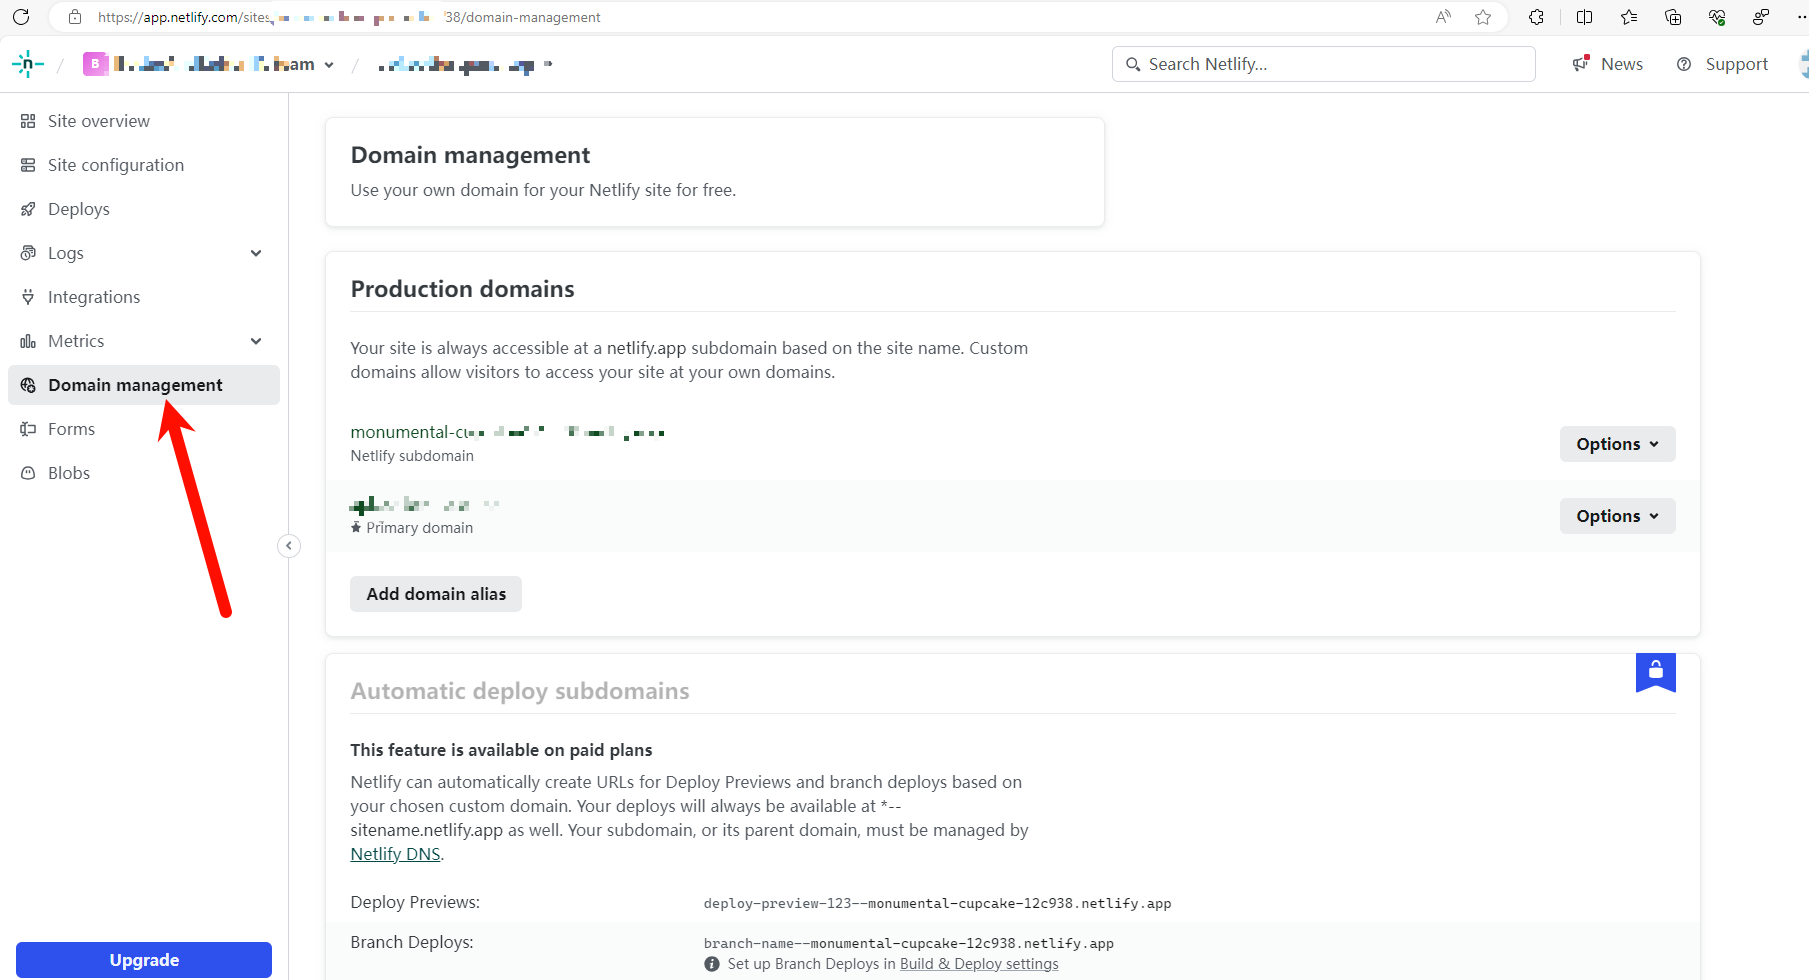 https://app.netlify.com/sites 38/domain-management
n / B am /
Search Netlify...
News
Support
Site overview
Site configuration
Deploys
Logs
Integrations
Metrics
Domain management
Forms
Blobs
Upgrade
Domain management
Use your own domain for your Netlify site for free.
Production domains
Your site is always accessible at a netlify.app subdomain based on the site name. Custom
domains allow visitors to access your site at your own domains.
monumental-cu
Netlify subdomain
Options
Primary domain
Options
Add domain alias
Automatic deploy subdomains
This feature is available on paid plans
Netlify can automatically create URLs for Deploy Previews and branch deploys based on
your chosen custom domain. Your deploys will always be available at *--
sitename.netlify.app as well. Your subdomain, or its parent domain, must be managed by
Netlify DNS.
Deploy Previews: deploy-preview-123--monumental-cupcake-12c938.netlify.app
Branch Deploys: branch-name--monumental-cupcake-12c938.netlify.app
Set up Branch Deploys in Build & Deploy settings